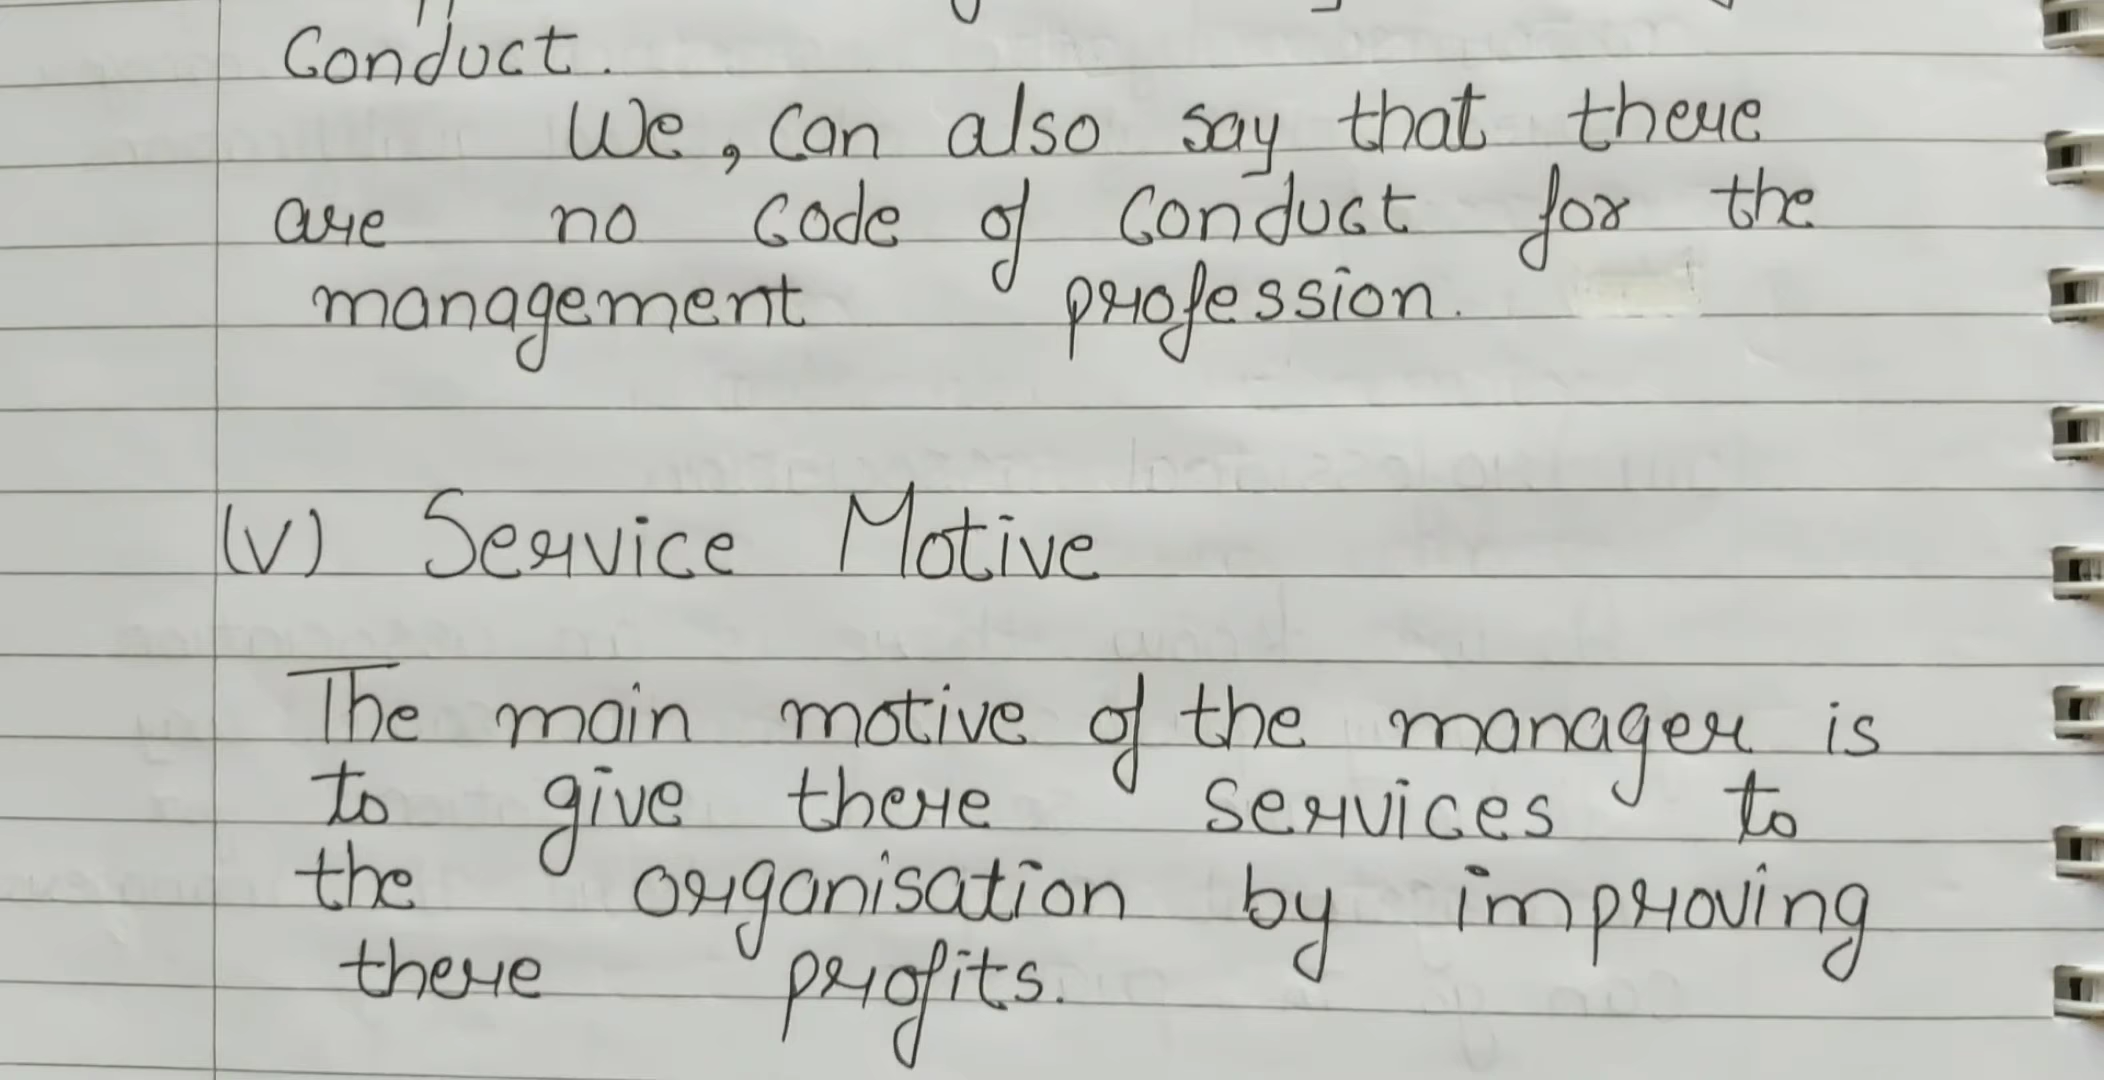 Conduct.
We, can also say that there
are no code of conduct for the
management profession.
(v) Service Motive
The main motive of the manager is
to give there services to
the organisation by improving
there profits.